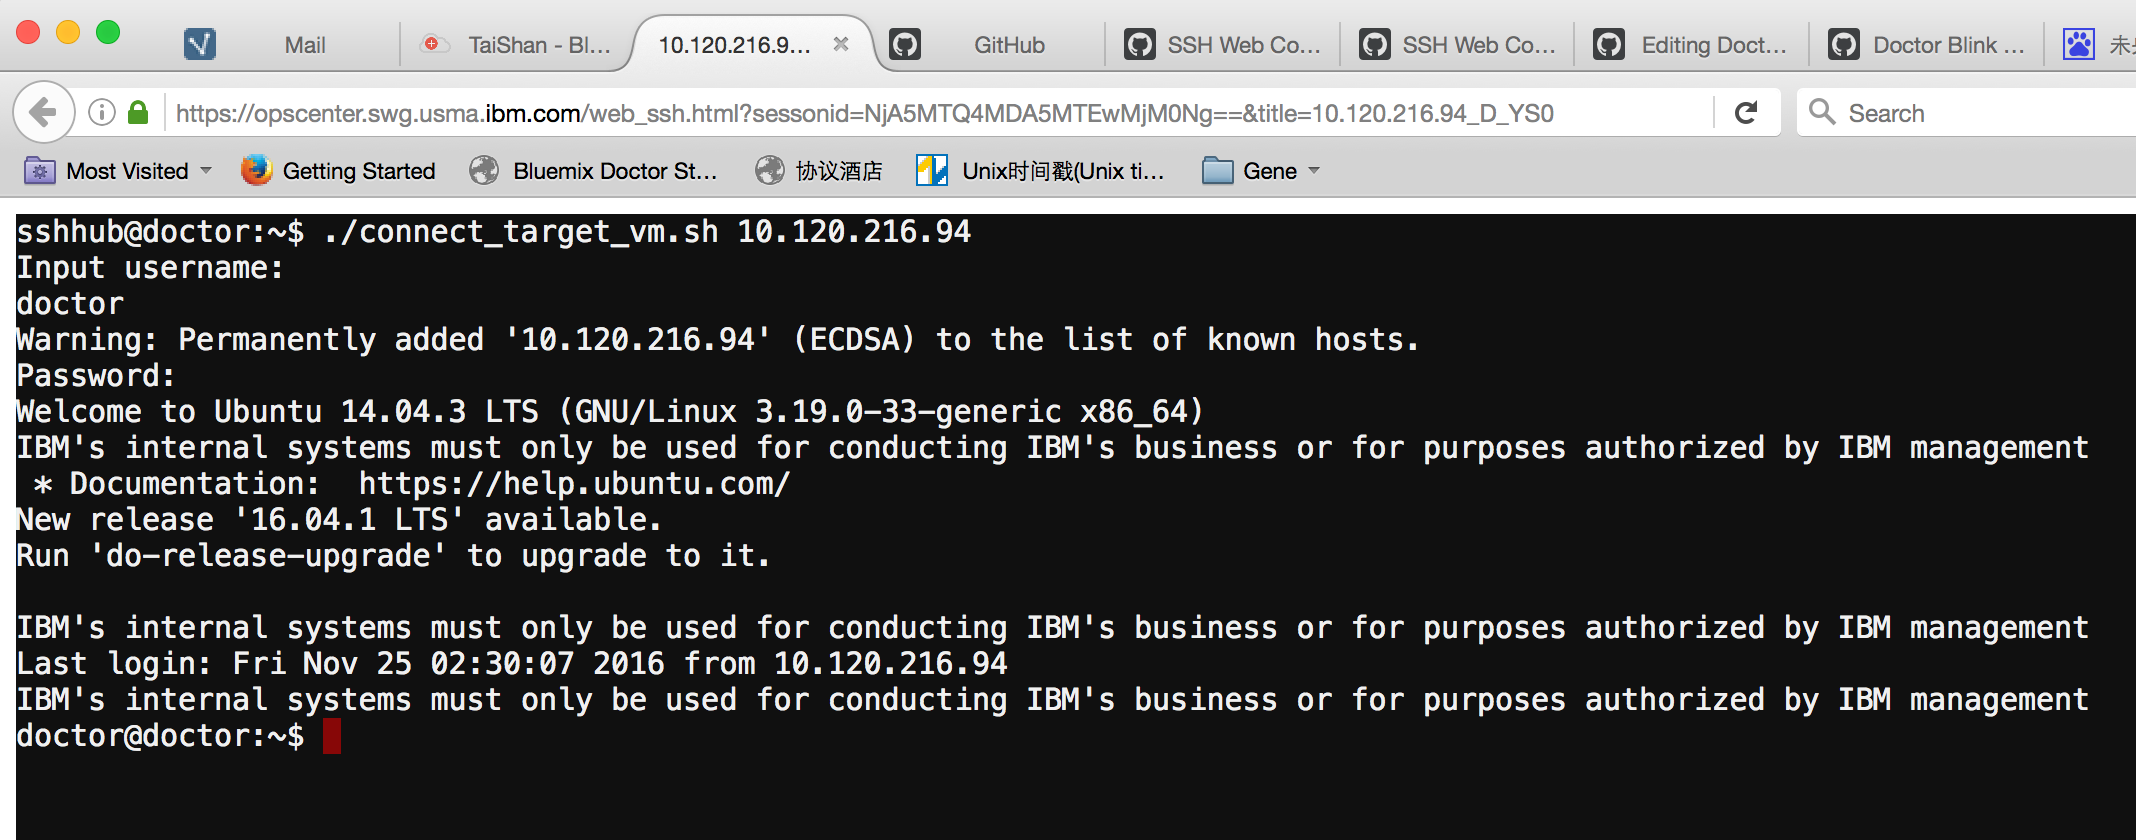 Mail
TaiShan - Bl...
10.120.216.9...
GitHub
SSH Web Co...
SSH Web Co...
Editing Doct...
Doctor Blink ...
https://opscenter.swg.usma.ibm.com/web_ssh.html?sessonid=NjA5MTQ4MDA5MTEwMjM0Ng==&title=10.120.216.94_D_YS0
Search
Most Visited
Getting Started
Bluemix Doctor St...
协议酒店
Unix时间戳(Unix ti...
Gene
sshhub@doctor:~$ ./connect_target_vm.sh 10.120.216.94
Input username:
doctor
Warning: Permanently added '10.120.216.94' (ECDSA) to the list of known hosts.
Password:
Welcome to Ubuntu 14.04.3 LTS (GNU/Linux 3.19.0-33-generic x86_64)
IBM's internal systems must only be used for conducting IBM's business or for purposes authorized by IBM management
 * Documentation:  https://help.ubuntu.com/
New release '16.04.1 LTS' available.
Run 'do-release-upgrade' to upgrade to it.
IBM's internal systems must only be used for conducting IBM's business or for purposes authorized by IBM management
Last login: Fri Nov 25 02:30:07 2016 from 10.120.216.94
IBM's internal systems must only be used for conducting IBM's business or for purposes authorized by IBM management
doctor@doctor:~$